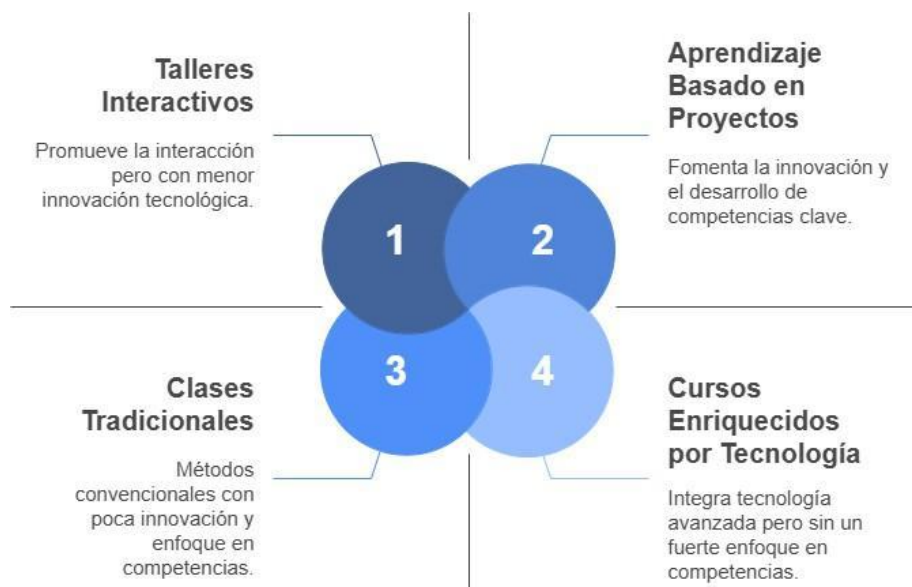 Talleres
Interactivos
Promueve la interacción
pero con menor
innovación tecnológica.
1
Aprendizaje
Basado en
Proyectos
Fomenta la innovación y
el desarrollo de
competencias clave.
2
Clases
Tradicionales
Métodos
convencionales con
poca innovación y
enfoque en
competencias.
3
Cursos
Enriquecidos
por Tecnología
Integra tecnología
avanzada pero sin un
fuerte enfoque en
competencias.
4